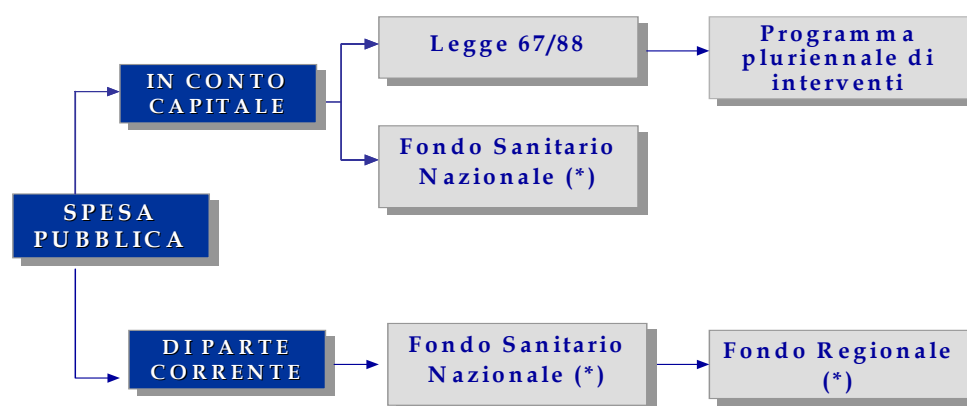 Legge 67/88
Programma
pluriennale di
interventi
IN CONTO
CAPITALE
Fondo Sanitario
Nazionale (*)
SPESA
PUBBLICA
DI PARTE
CORRENTE
Fondo Sanitario
Nazionale (*)
Fondo Regionale
(*)